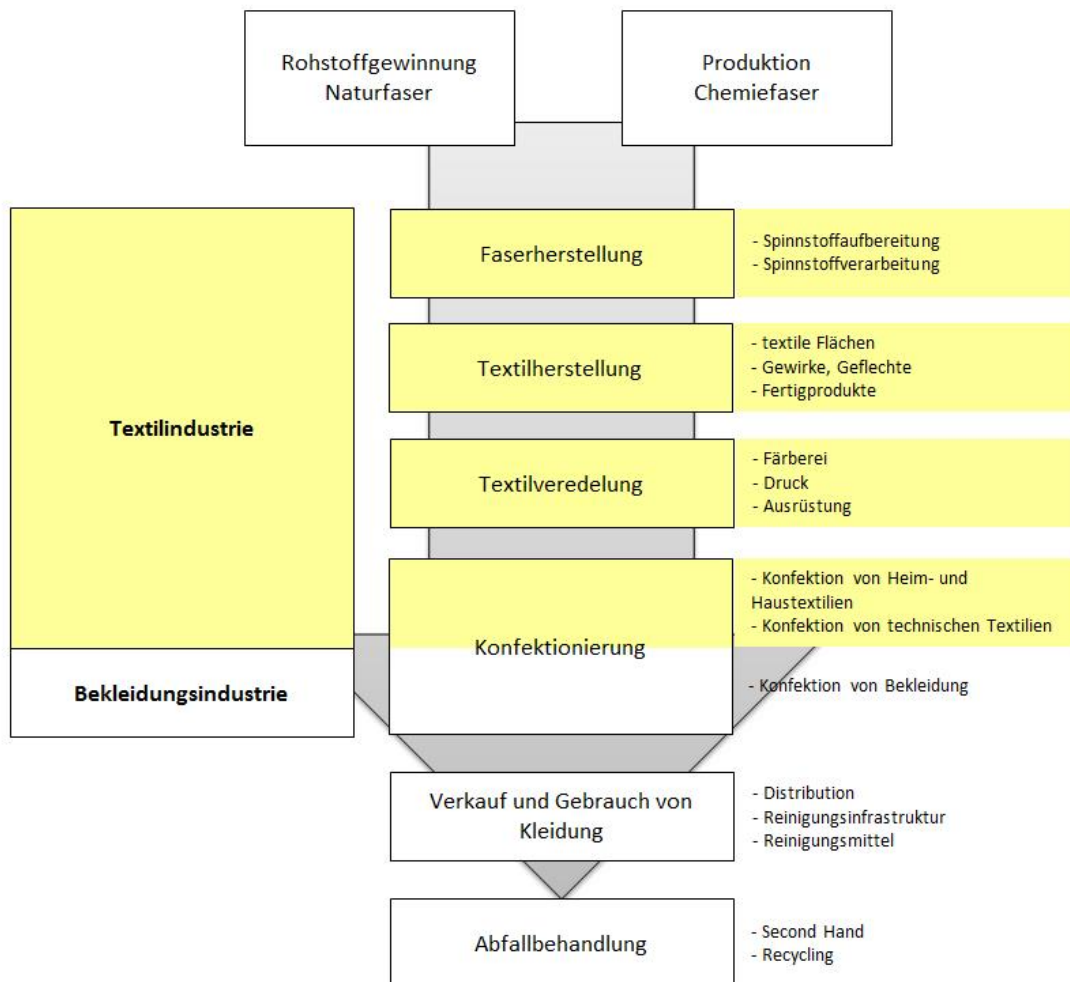 Rohstoffgewinnung
Naturfaser
Produktion
Chemiefaser
Textilindustrie
Bekleidungsindustrie
Faserherstellung
- Spinnstoffaufbereitung
- Spinnstoffverarbeitung
Textilherstellung
- textile Flächen
- Gewirke, Geflechte
- Fertigprodukte
Textilveredelung
- Färberei
- Druck
- Ausrüstung
Konfektionierung
- Konfektion von Heim- und
Haustextilien
- Konfektion von technischen Textilien
- Konfektion von Bekleidung
Verkauf und Gebrauch von
Kleidung
- Distribution
- Reinigungsinfrastruktur
- Reinigungsmittel
Abfallbehandlung
- Second Hand
- Recycling